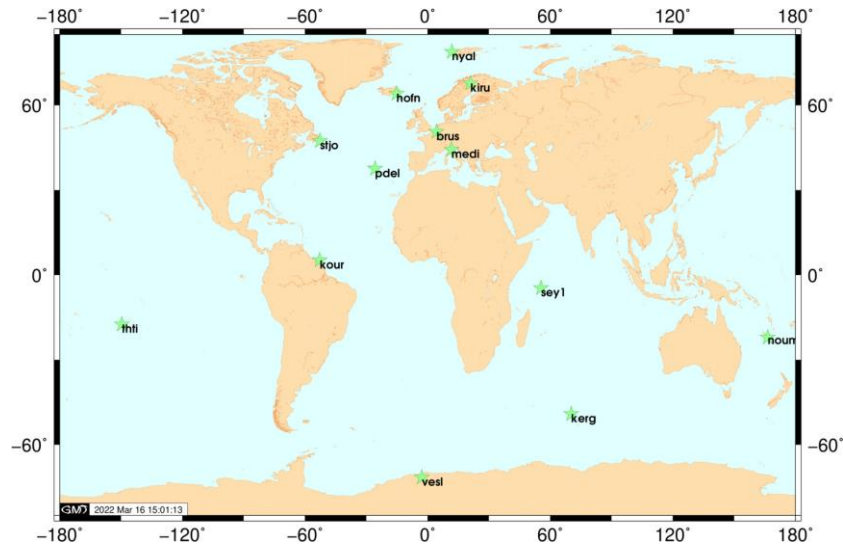 −180˚ −120˚ −60˚ 0˚ 60˚ 120˚ 180˚
nyal
kiru
hofn
60˚ 60˚
brus
stjo
medi
pdel
kour
0˚ 0˚
sey1
thti
noum
kerg
−60˚ −60˚
vesl
GMT 2022 Mar 16 15:01:13
−180˚ −120˚ −60˚ 0˚ 60˚ 120˚ 180˚